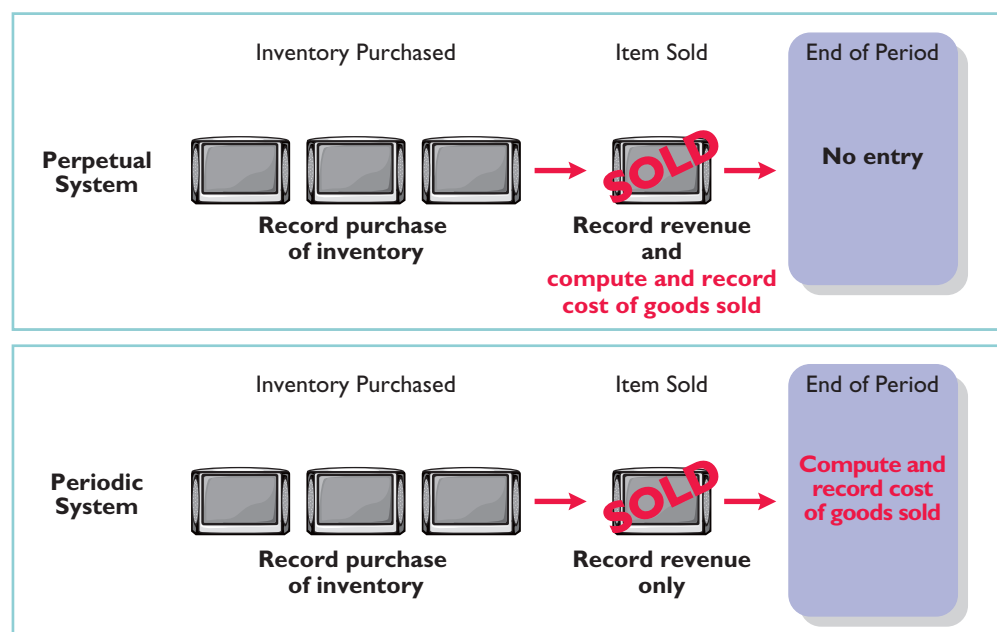 Inventory Purchased
Item Sold
End of Period
Perpetual
System
SOLD
No entry
Record purchase
of inventory
Record revenue
and
compute and record
cost of goods sold
Inventory Purchased
Item Sold
End of Period
Periodic
System
SOLD
Compute and
record cost
of goods sold
Record purchase
of inventory
Record revenue
only